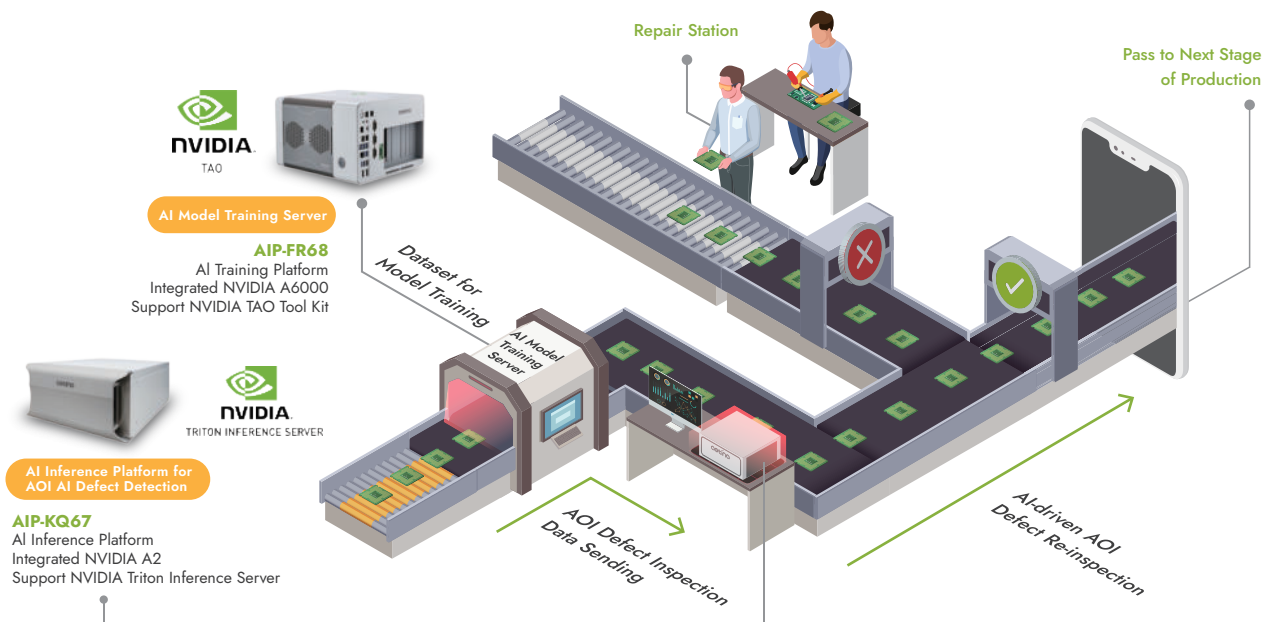 Repair Station
Pass to Next Stage
of Production
NVIDIA.
TAO
AI Model Training Server
AIP-FR68
AI Training Platform
Integrated NVIDIA A6000
Support NVIDIA TAO Tool Kit
Dataset for
Model Training
AI Model
Training
Server
NVIDIA.
TRITON INFERENCE SERVER
AI Inference Platform for
AOI AI Defect Detection
AIP-KQ67
AI Inference Platform
Integrated NVIDIA A2
Support NVIDIA Triton Inference Server
AOI Defect Inspection
Data Sending
AI-driven AOI
Defect Re-inspection